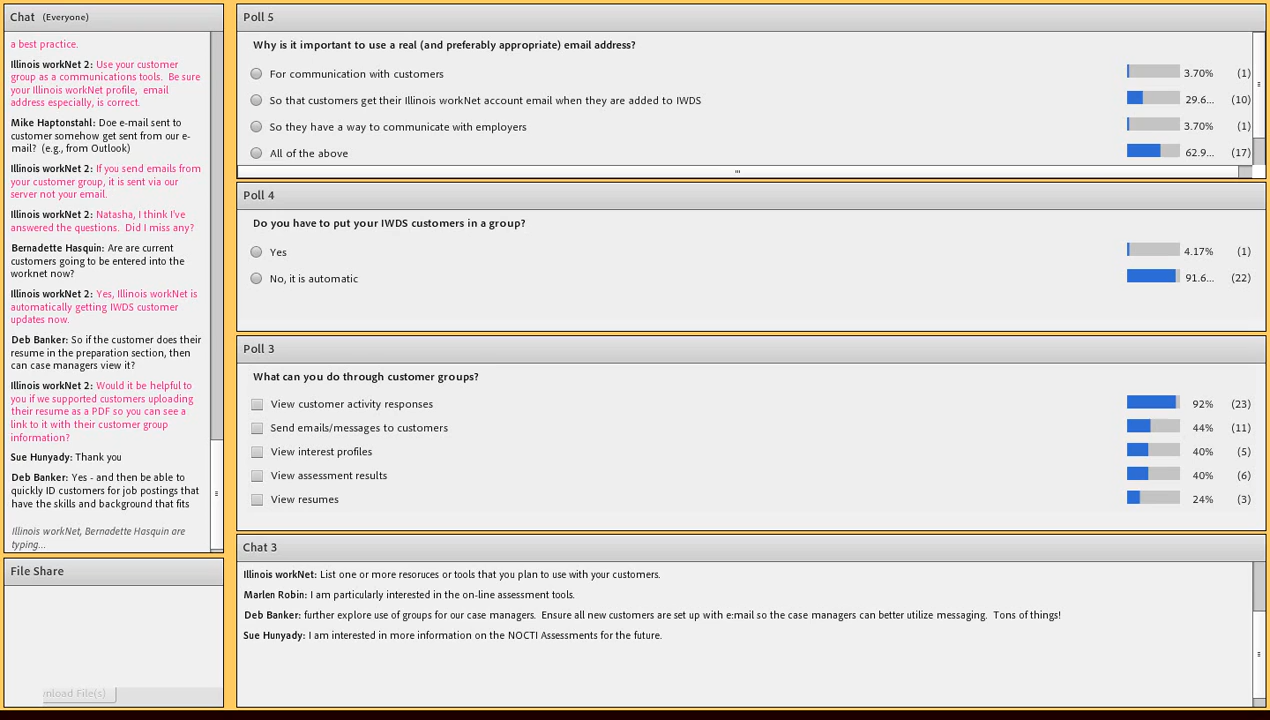 Chat (Everyone)
a best practice.
Illinois workNet 2: Use your customer
group as a communications tools. Be sure
your Illinois workNet profile, email
address especially, is correct.
Mike Haptonstahl: Doe e-mail sent to
customer somehow get sent from our e-
mail? (e.g., from Outlook)
Illinois workNet 2: If you send emails from
your customer group, it is sent via our
server not your email.
Illinois workNet 2: Natasha, I think I've
answered the questions. Did I miss any?
Bernadette Hasquin: Are are current
customers going to be entered into the
worknet now?
Illinois workNet 2: Yes, Illinois workNet is
automatically getting IWDS customer
updates now.
Deb Banker: So if the customer does their
resume in the preparation section, then
can case managers view it?
Illinois workNet 2: Would it be helpful to
you if we supported customers uploading
their resume as a PDF so you can see a
link to it with their customer group
information?
Sue Hunyady: Thank you
Deb Banker: Yes - and then be able to
quickly ID customers for job postings that
have the skills and background that fits
Illinois workNet, Bernadette Hasquin are
typing...
File Share
nload File(s)
Poll 5
Why is it important to use a real (and preferably appropriate) email address?
For communication with customers 3.70% (1)
So that customers get their Illinois workNet account email when they are added to IWDS 29.6... (10)
So they have a way to communicate with employers 3.70% (1)
All of the above 62.9... (17)
Poll 4
Do you have to put your IWDS customers in a group?
Yes 4.17% (1)
No, it is automatic 91.6... (22)
Poll 3
What can you do through customer groups?
View customer activity responses 92% (23)
Send emails/messages to customers 44% (11)
View interest profiles 40% (5)
View assessment results 40% (6)
View resumes 24% (3)
Chat 3
Illinois workNet: List one or more resoruces or tools that you plan to use with your customers.
Marlen Robin: I am particularly interested in the on-line assessment tools.
Deb Banker: further explore use of groups for our case managers. Ensure all new customers are set up with e:mail so the case managers can better utilize messaging. Tons of things!
Sue Hunyady: I am interested in more information on the NOCTI Assessments for the future.